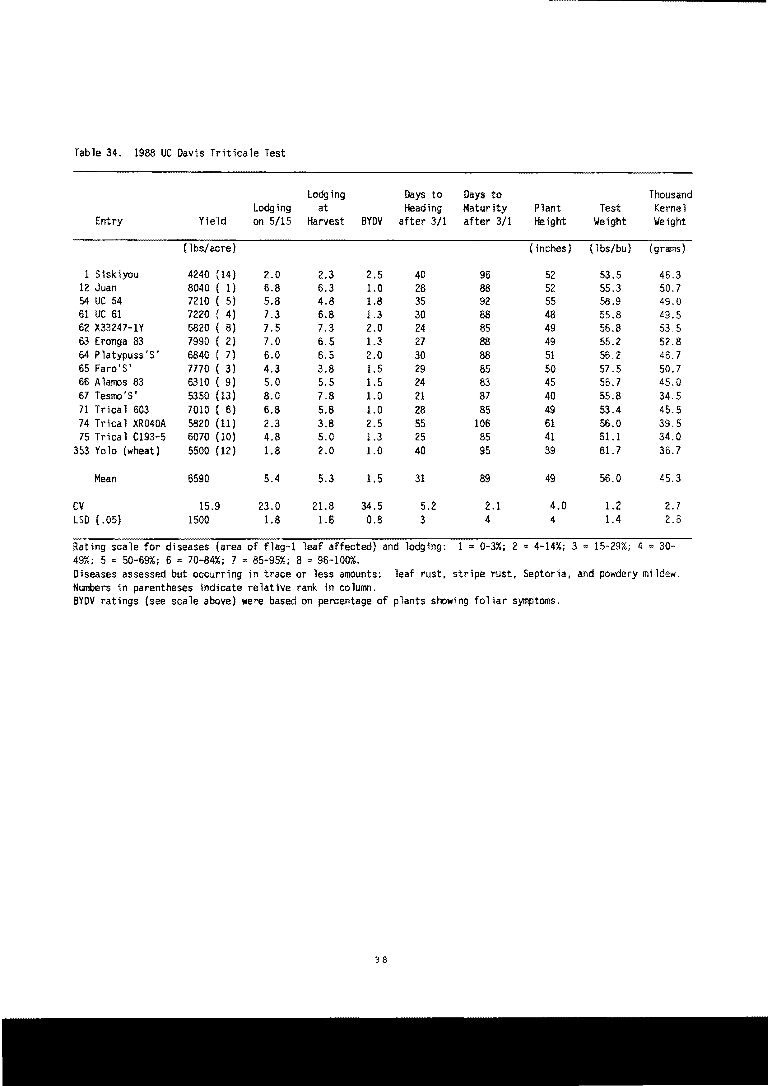 Table 34. 1988 UC Davis Triticale Test
Lodging Days to Days to Thousand
Lodging at Heading Maturity Plant Test Kernel
Entry Yield on 5/15 Harvest BYDV after 3/1 after 3/1 Height Weight Weight
(lbs/acre) (inches) (lbs/bu) (grams)
1 Siskiyou 4240 (14) 2.0 2.3 2.5 40 96 52 53.5 46.3
12 Juan 8040 ( 1) 6.8 6.3 1.0 28 88 52 55.3 50.7
54 UC 54 7210 ( 5) 5.8 4.8 1.8 35 92 55 58.9 49.0
61 UC 61 7220 ( 4) 7.3 6.8 1.3 30 88 48 55.8 49.5
62 X33247-1Y 6820 ( 8) 7.5 7.3 2.0 24 85 49 56.8 53.5
63 Eronga 83 7990 ( 2) 7.0 6.5 1.3 27 88 49 55.2 52.8
64 Platypuss'S' 6840 ( 7) 6.0 6.5 2.0 30 88 51 56.2 46.7
65 Faro'S' 7770 ( 3) 4.3 3.8 1.5 29 85 50 57.5 50.7
66 Alamos 83 6310 ( 9) 5.0 5.5 1.5 24 83 45 56.7 45.0
67 Tesmo'S' 5350 (13) 8.0 7.8 1.0 21 87 40 55.8 34.5
71 Trical 6C3 7010 ( 6) 6.8 5.8 1.0 28 85 49 53.4 45.5
74 Trical XR040A 5820 (11) 2.3 3.8 2.5 55 106 61 56.0 39.5
75 Trical C193-5 6070 (10) 4.8 5.0 1.3 25 85 41 51.1 34.0
353 Yolo (wheat) 5500 (12) 1.8 2.0 1.0 40 95 39 61.7 36.7
Mean 6590 5.4 5.3 1.5 31 89 49 56.0 45.3
CV 15.9 23.0 21.8 34.5 5.2 2.1 4.0 1.2 2.7
LSD (.05) 1500 1.8 1.6 0.8 3 4 4 1.4 2.6
Rating scale for diseases (area of flag-1 leaf affected) and lodging: 1 = 0-3%; 2 = 4-14%; 3 = 15-29%; 4 = 30-
49%; 5 = 50-69%; 6 = 70-84%; 7 = 85-95%; 8 = 96-100%.
Diseases assessed but occurring in trace or less amounts: leaf rust, stripe rust, Septoria, and powdery mildew.
Numbers in parentheses indicate relative rank in column.
BYDV ratings (see scale above) were based on percentage of plants showing foliar symptoms.
38